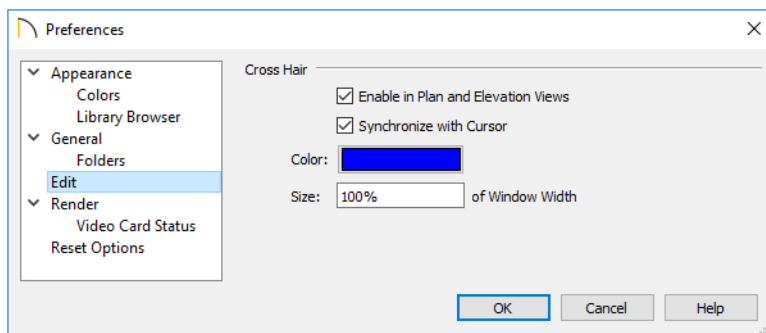 Preferences
Appearance
Colors
Library Browser
General
Folders
Edit
Render
Video Card Status
Reset Options
Cross Hair
Enable in Plan and Elevation Views
Synchronize with Cursor
Color:
Size: 100% of Window Width
OK Cancel Help